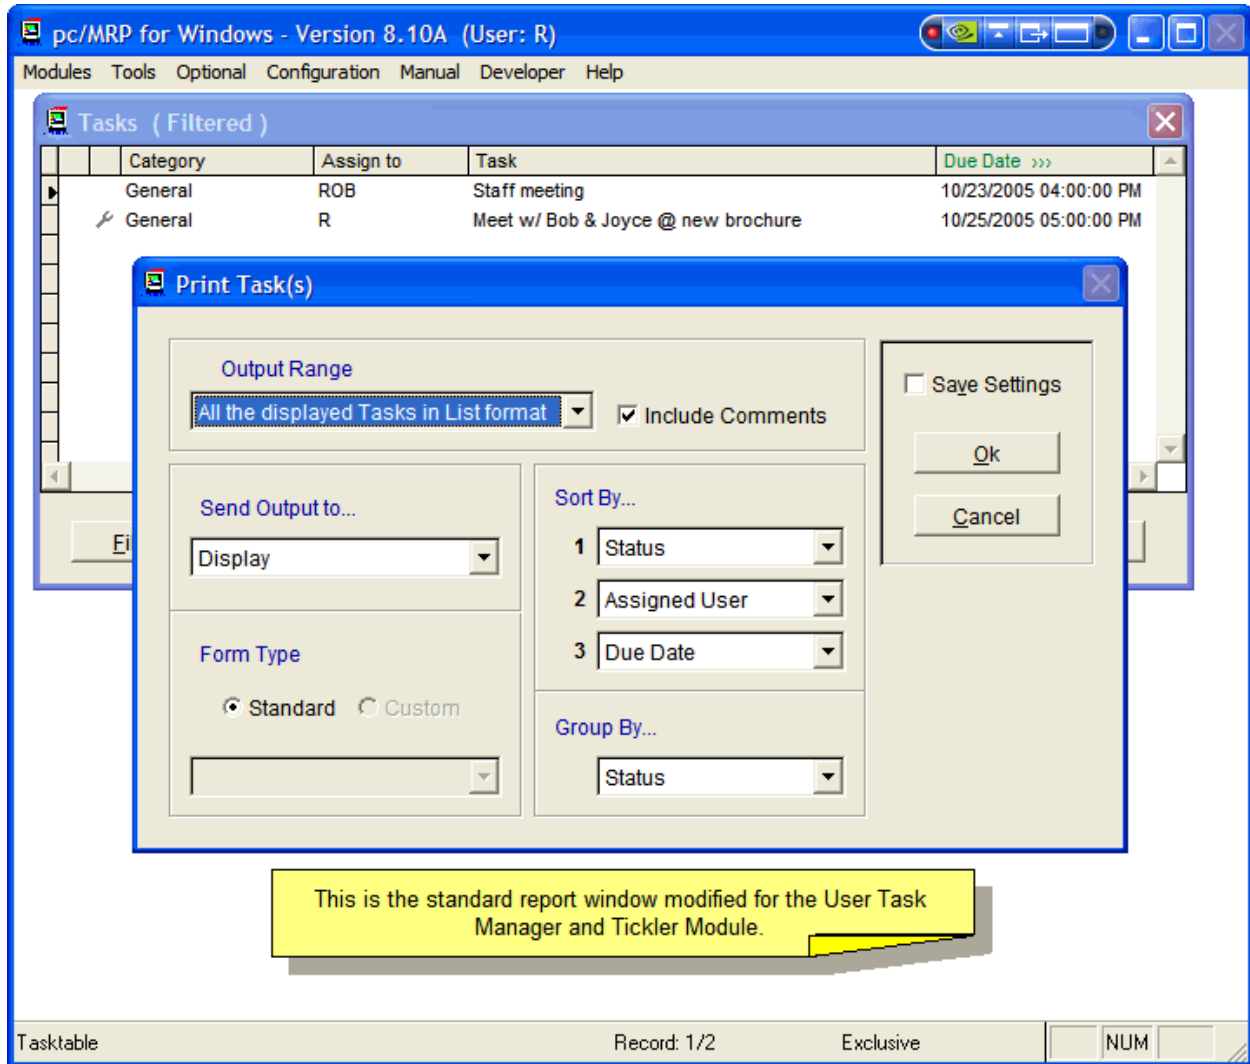 pc/MRP for Windows - Version 8.10A (User: R)
Modules Tools Optional Configuration Manual Developer Help
Tasks ( Filtered )
Category Assign to Task Due Date >>>
General ROB Staff meeting 10/23/2005 04:00:00 PM
General R Meet w/ Bob & Joyce @ new brochure 10/25/2005 05:00:00 PM
Print Task(s)
Output Range
All the displayed Tasks in List format
Include Comments
Save Settings
Ok
Cancel
Send Output to...
Display
Sort By...
1 Status
2 Assigned User
3 Due Date
Form Type
Standard Custom
Group By...
Status
Fi
This is the standard report window modified for the User Task
Manager and Tickler Module.
Tasktable Record: 1/2 Exclusive NUM